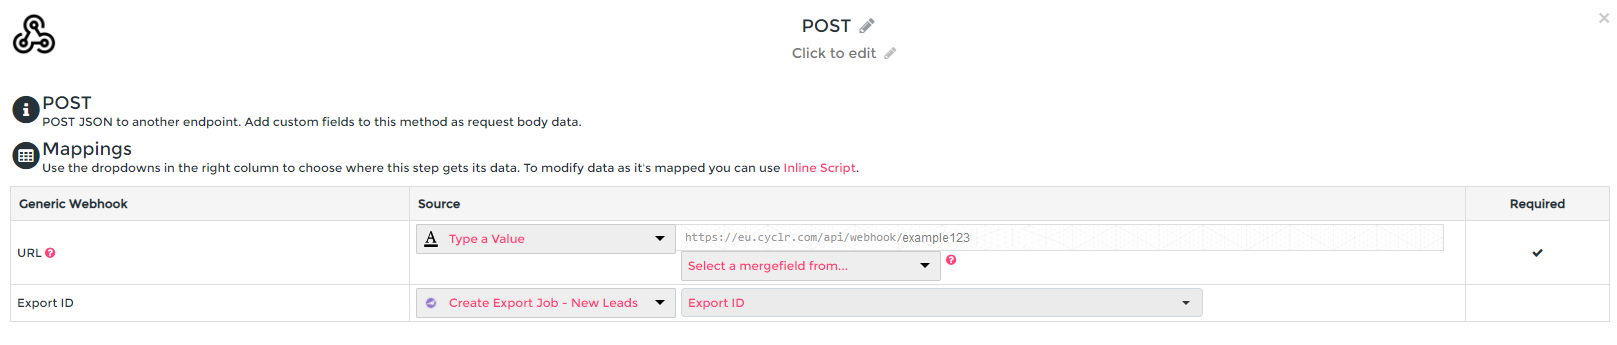 POST
Click to edit
POST
POST JSON to another endpoint. Add custom fields to this method as request body data.
Mappings
Use the dropdowns in the right column to choose where this step gets its data. To modify data as it's mapped you can use Inline Script.
Generic Webhook Source Required
URL A Type a Value https://eu.cyclr.com/api/webhook/example123
Select a mergefield from...
Export ID Create Export Job - New Leads Export ID